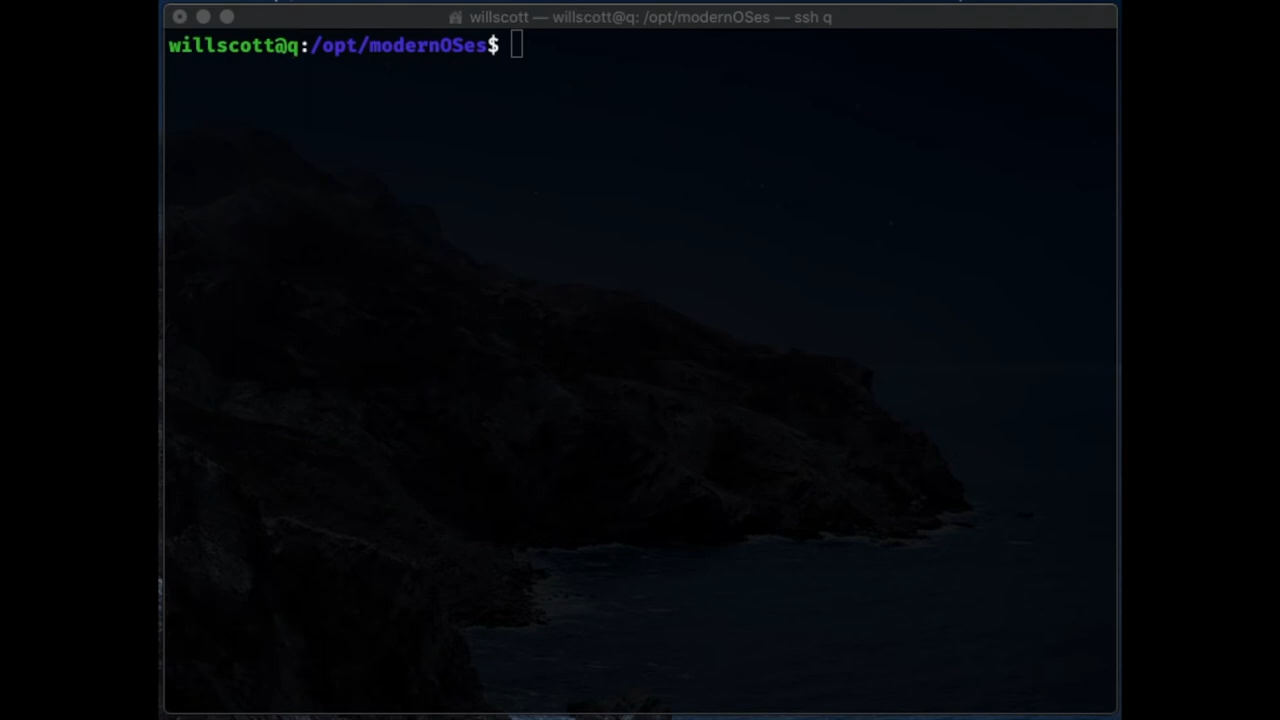 willscott — willscott@q: /opt/modernOSes — ssh q
willscott@q:/opt/modernOSes$